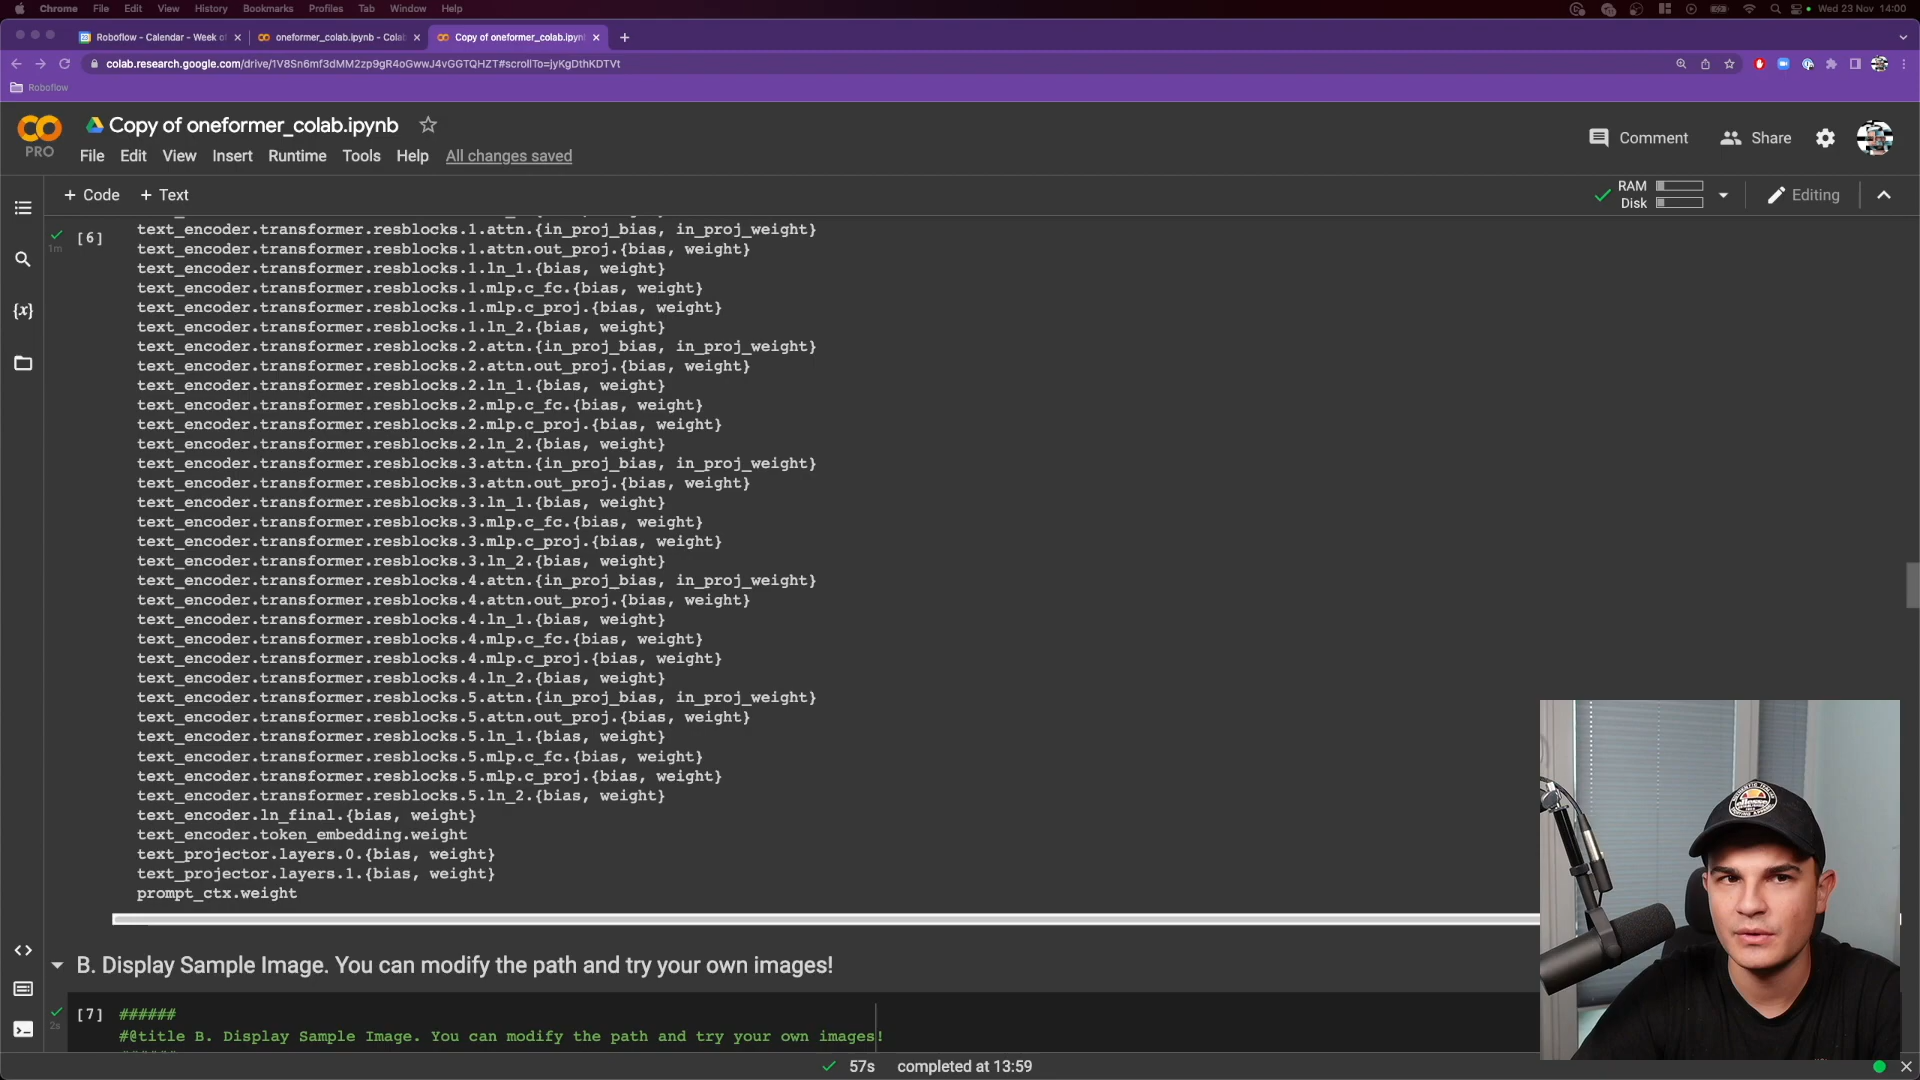 Chrome File Edit View History Bookmarks Profiles Tab Window Help Wed 23 Nov 14:00
Roboflow - Calendar - Week of oneformer_colab.ipynb - Colab Copy of oneformer_colab.ipynb
colab.research.google.com/drive/1V8Sn6mf3dMM2zp9gR4oGwwJ4vGGTQHZT#scrollTo=jyKgDthKDTVt
Roboflow
Copy of oneformer_colab.ipynb
PRO
File Edit View Insert Runtime Tools Help All changes saved
Comment Share
+ Code + Text
RAM
Disk
Editing
[6]
1m
text_encoder.transformer.resblocks.1.attn.{in_proj_bias, in_proj_weight}
text_encoder.transformer.resblocks.1.attn.out_proj.{bias, weight}
text_encoder.transformer.resblocks.1.ln_1.{bias, weight}
text_encoder.transformer.resblocks.1.mlp.c_fc.{bias, weight}
text_encoder.transformer.resblocks.1.mlp.c_proj.{bias, weight}
text_encoder.transformer.resblocks.1.ln_2.{bias, weight}
text_encoder.transformer.resblocks.2.attn.{in_proj_bias, in_proj_weight}
text_encoder.transformer.resblocks.2.attn.out_proj.{bias, weight}
text_encoder.transformer.resblocks.2.ln_1.{bias, weight}
text_encoder.transformer.resblocks.2.mlp.c_fc.{bias, weight}
text_encoder.transformer.resblocks.2.mlp.c_proj.{bias, weight}
text_encoder.transformer.resblocks.2.ln_2.{bias, weight}
text_encoder.transformer.resblocks.3.attn.{in_proj_bias, in_proj_weight}
text_encoder.transformer.resblocks.3.attn.out_proj.{bias, weight}
text_encoder.transformer.resblocks.3.ln_1.{bias, weight}
text_encoder.transformer.resblocks.3.mlp.c_fc.{bias, weight}
text_encoder.transformer.resblocks.3.mlp.c_proj.{bias, weight}
text_encoder.transformer.resblocks.3.ln_2.{bias, weight}
text_encoder.transformer.resblocks.4.attn.{in_proj_bias, in_proj_weight}
text_encoder.transformer.resblocks.4.attn.out_proj.{bias, weight}
text_encoder.transformer.resblocks.4.ln_1.{bias, weight}
text_encoder.transformer.resblocks.4.mlp.c_fc.{bias, weight}
text_encoder.transformer.resblocks.4.mlp.c_proj.{bias, weight}
text_encoder.transformer.resblocks.4.ln_2.{bias, weight}
text_encoder.transformer.resblocks.5.attn.{in_proj_bias, in_proj_weight}
text_encoder.transformer.resblocks.5.attn.out_proj.{bias, weight}
text_encoder.transformer.resblocks.5.ln_1.{bias, weight}
text_encoder.transformer.resblocks.5.mlp.c_fc.{bias, weight}
text_encoder.transformer.resblocks.5.mlp.c_proj.{bias, weight}
text_encoder.transformer.resblocks.5.ln_2.{bias, weight}
text_encoder.ln_final.{bias, weight}
text_encoder.token_embedding.weight
text_projector.layers.0.{bias, weight}
text_projector.layers.1.{bias, weight}
prompt_ctx.weight
B. Display Sample Image. You can modify the path and try your own images!
[7] ######
2s
#@title B. Display Sample Image. You can modify the path and try your own images!
57s completed at 13:59
ellesse